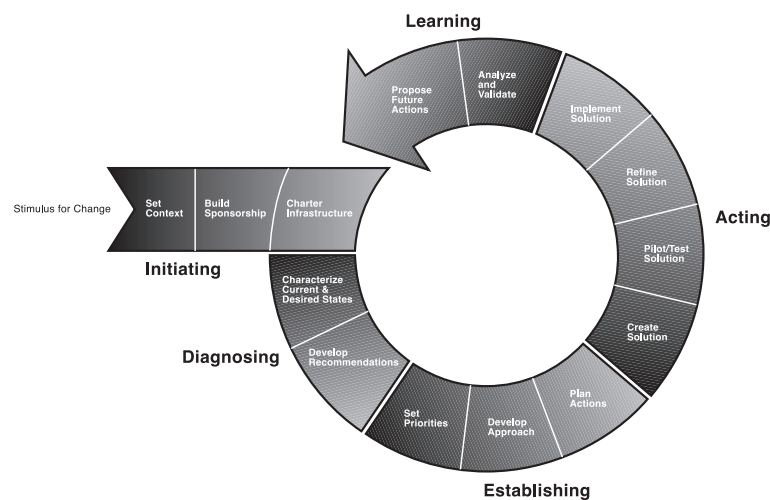 Learning
Propose
Future
Actions
Analyze
and
Validate
Implement
Solution
Refine
Solution
Acting
Pilot/Test
Solution
Create
Solution
Stimulus for Change
Set
Context
Build
Sponsorship
Charter
Infrastructure
Initiating
Characterize
Current &
Desired States
Diagnosing
Develop
Recommendations
Set
Priorities
Develop
Approach
Plan
Actions
Establishing